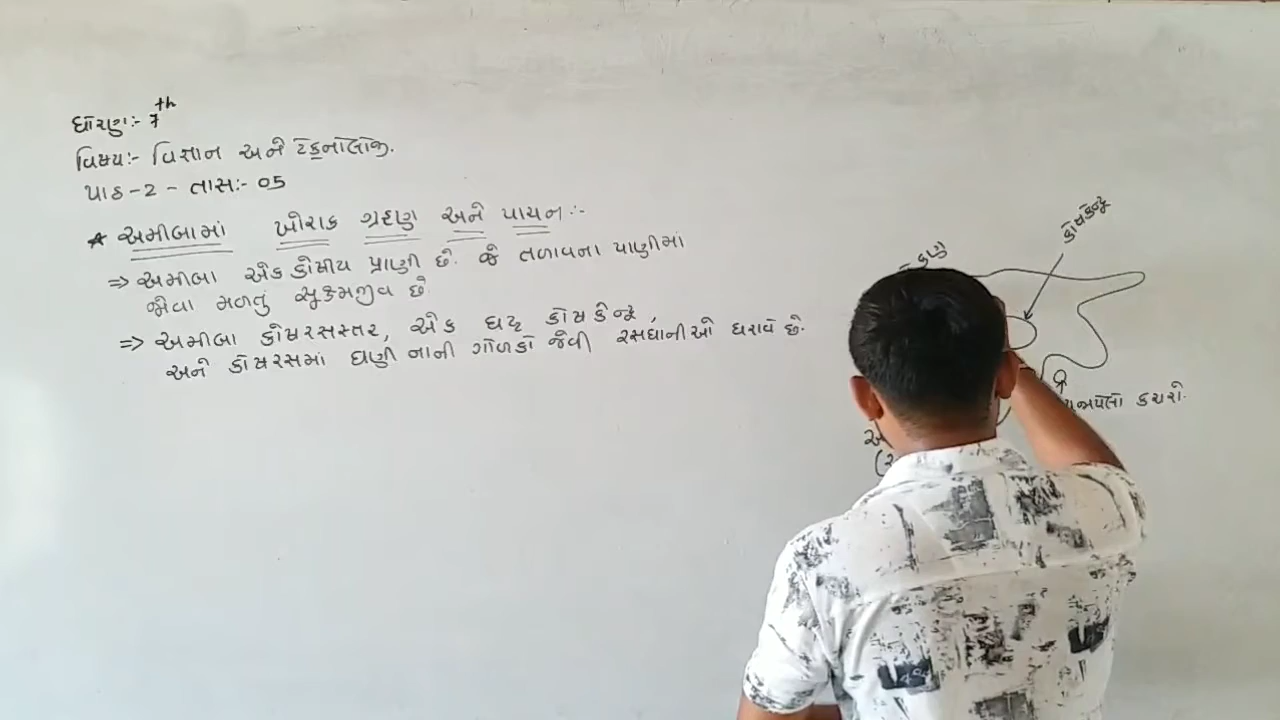 ધોરણ:- 7th
વિષય:- વિજ્ઞાન અને ટેકનોલોજી.
પાઠ-2 - તાસ:- 05
* અમીબામાં ખોરાક ગ્રહણ અને પાચન :-
⇒ અમીબા એક કોષીય પ્રાણી છે. જે તળાવના પાણીમાં
જોવા મળતું સૂક્ષ્મજીવ છે.
⇒ અમીબા કોષરસસ્તર, એક ઘટ્ટ કોષકેન્દ્ર,
અને કોષરસમાં ઘણી નાની ગોળકો જેવી રસધાનીઓ ધરાવે છે.
કોષકેન્દ્ર
કચરો.